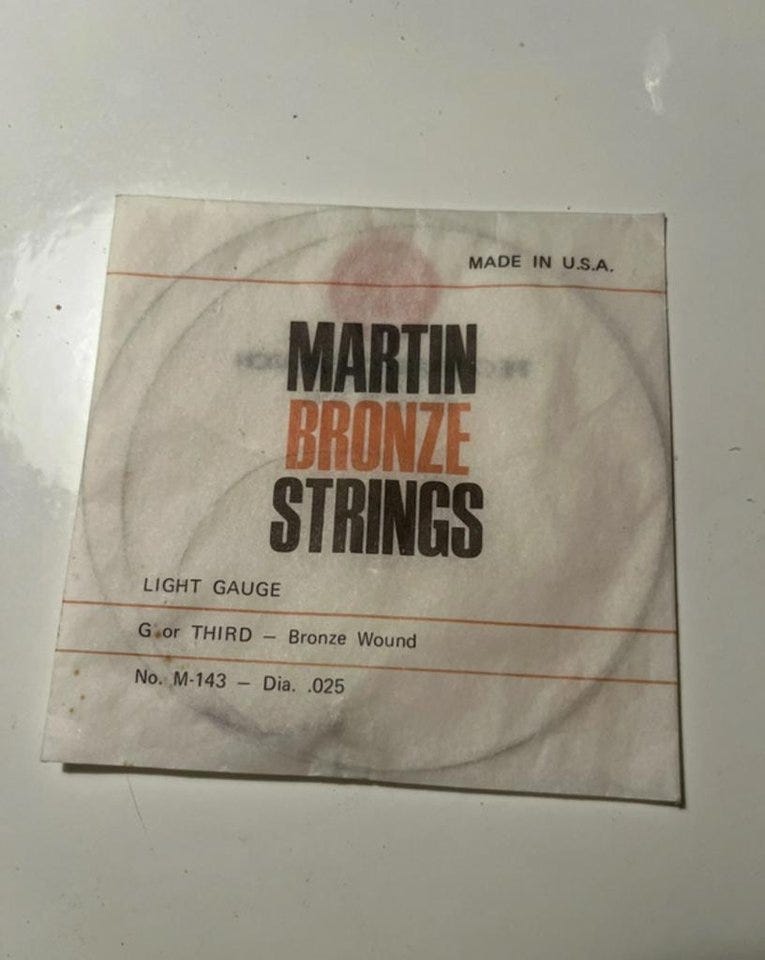 MADE IN U.S.A.
MARTIN
BRONZE
STRINGS
LIGHT GAUGE
G or THIRD — Bronze Wound
No. M-143 — Dia. .025